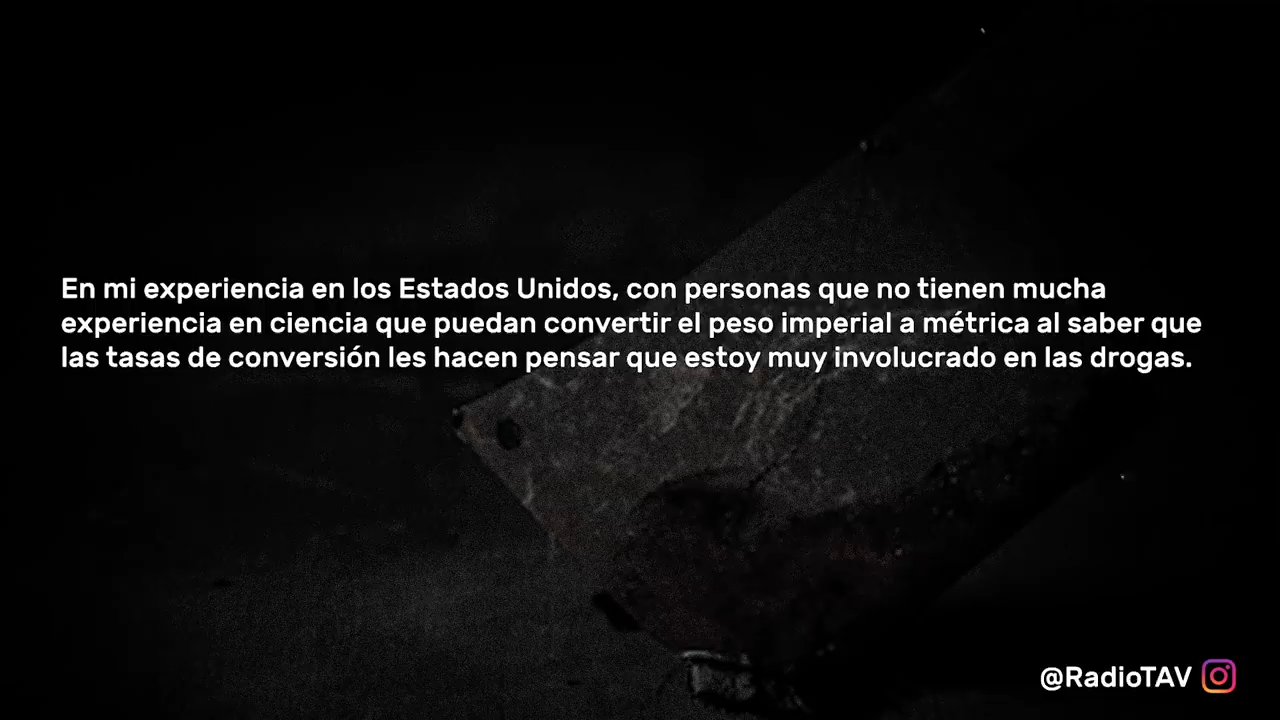 En mi experiencia en los Estados Unidos, con personas que no tienen mucha
experiencia en ciencia que puedan convertir el peso imperial a métrica al saber que
las tasas de conversión les hacen pensar que estoy muy involucrado en las drogas.
@RadioTAV